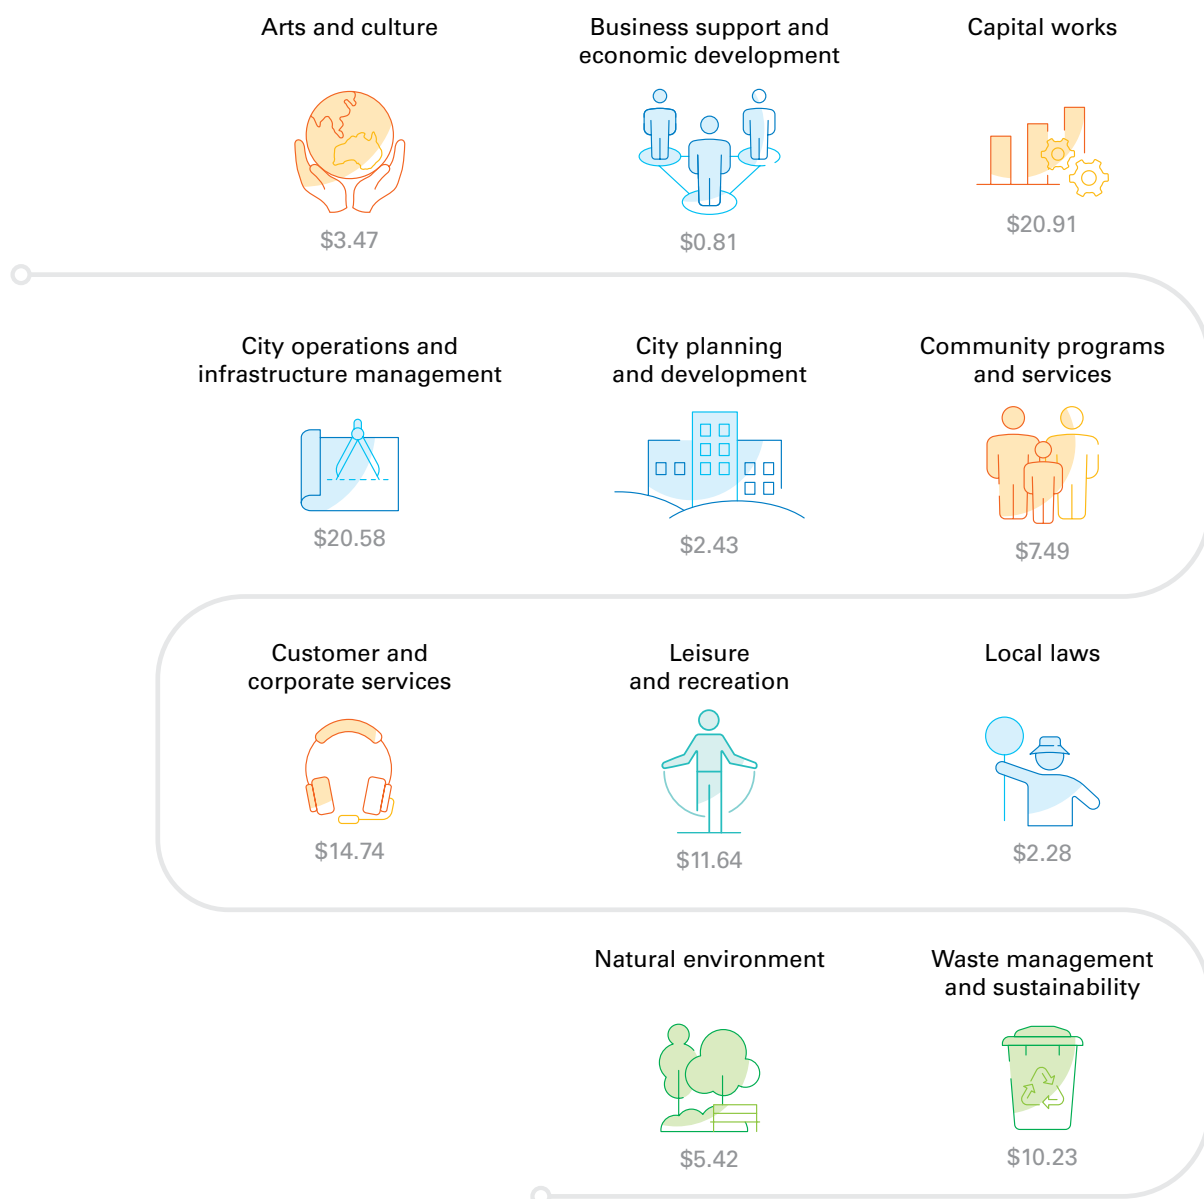 Arts and culture
$3.47
Business support and
economic development
$0.81
Capital works
$20.91
City operations and
infrastructure management
$20.58
City planning
and development
$2.43
Community programs
and services
$7.49
Customer and
corporate services
$14.74
Leisure
and recreation
$11.64
Local laws
$2.28
Natural environment
$5.42
Waste management
and sustainability
$10.23